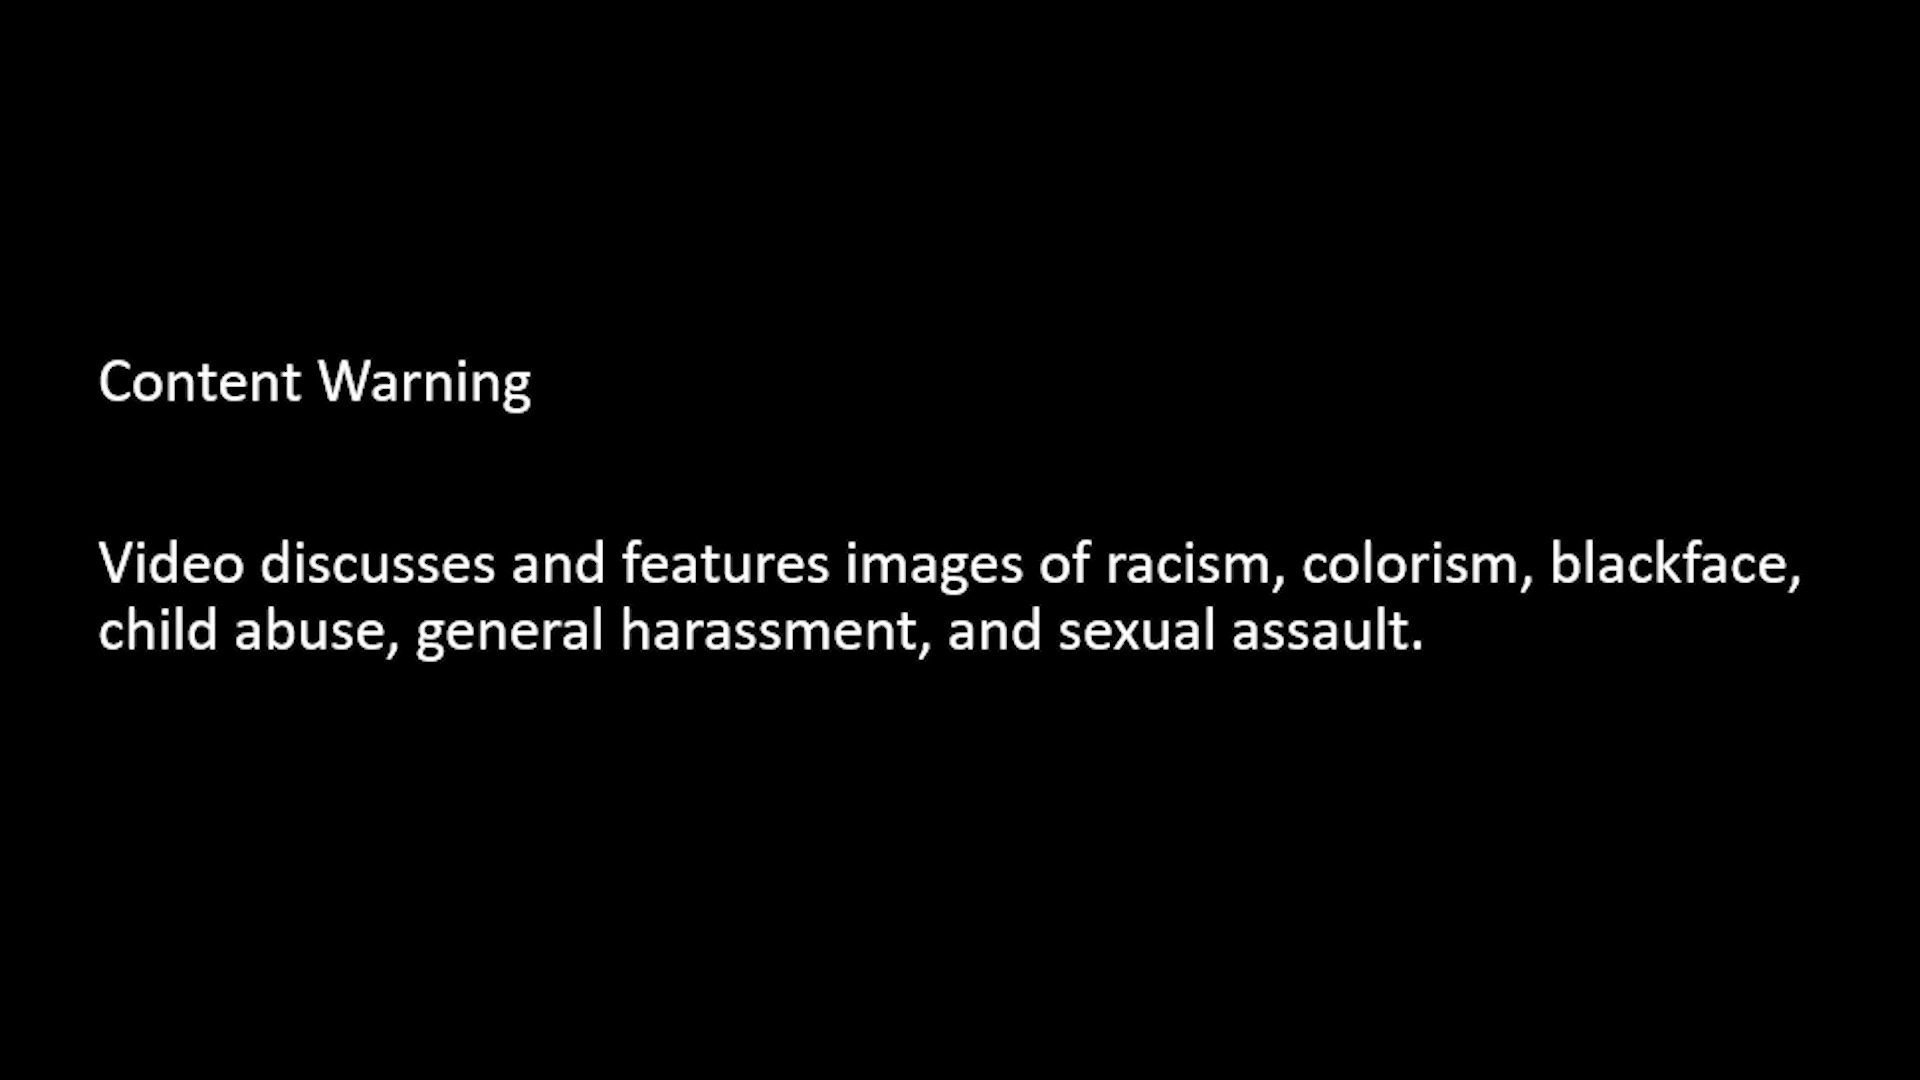 Content Warning
Video discusses and features images of racism, colorism, blackface,
child abuse, general harassment, and sexual assault.